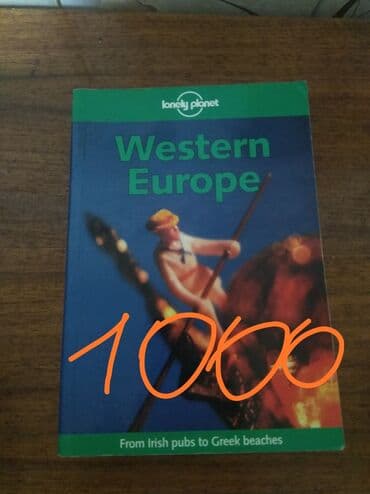 lonely planet
Western
Europe
1000
From Irish pubs to Greek beaches